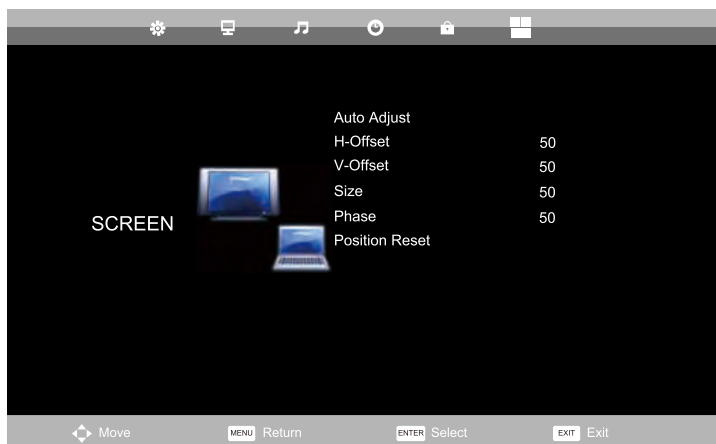 Auto Adjust
H-Offset 50
V-Offset 50
Size 50
Phase 50
Position Reset
SCREEN
Move MENU Return ENTER Select EXIT Exit